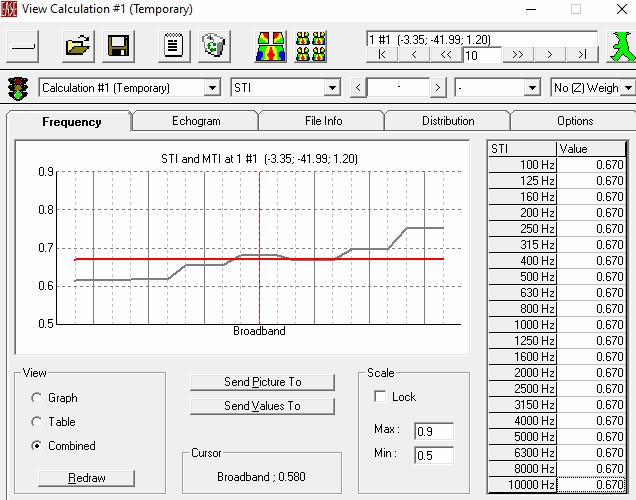 View Calculation #1 (Temporary)
1 #1 (-3.35; -41.99; 1.20)
|< < << 10 >> > >|
Calculation #1 (Temporary) STI < - > - No (Z) Weigh
Frequency Echogram File Info Distribution Options
STI and MTI at 1 #1 (-3.35; -41.99; 1.20)
0.9
0.8
0.7
0.6
0.5
Broadband
STI Value
100 Hz 0.670
125 Hz 0.670
160 Hz 0.670
200 Hz 0.670
250 Hz 0.670
315 Hz 0.670
400 Hz 0.670
500 Hz 0.670
630 Hz 0.670
800 Hz 0.670
1000 Hz 0.670
1250 Hz 0.670
1600 Hz 0.670
2000 Hz 0.670
2500 Hz 0.670
3150 Hz 0.670
4000 Hz 0.670
5000 Hz 0.670
6300 Hz 0.670
8000 Hz 0.670
10000 Hz 0.670
View
Graph
Table
Combined
Redraw
Send Picture To
Send Values To
Cursor
Broadband ; 0.580
Scale
Lock
Max : 0.9
Min : 0.5